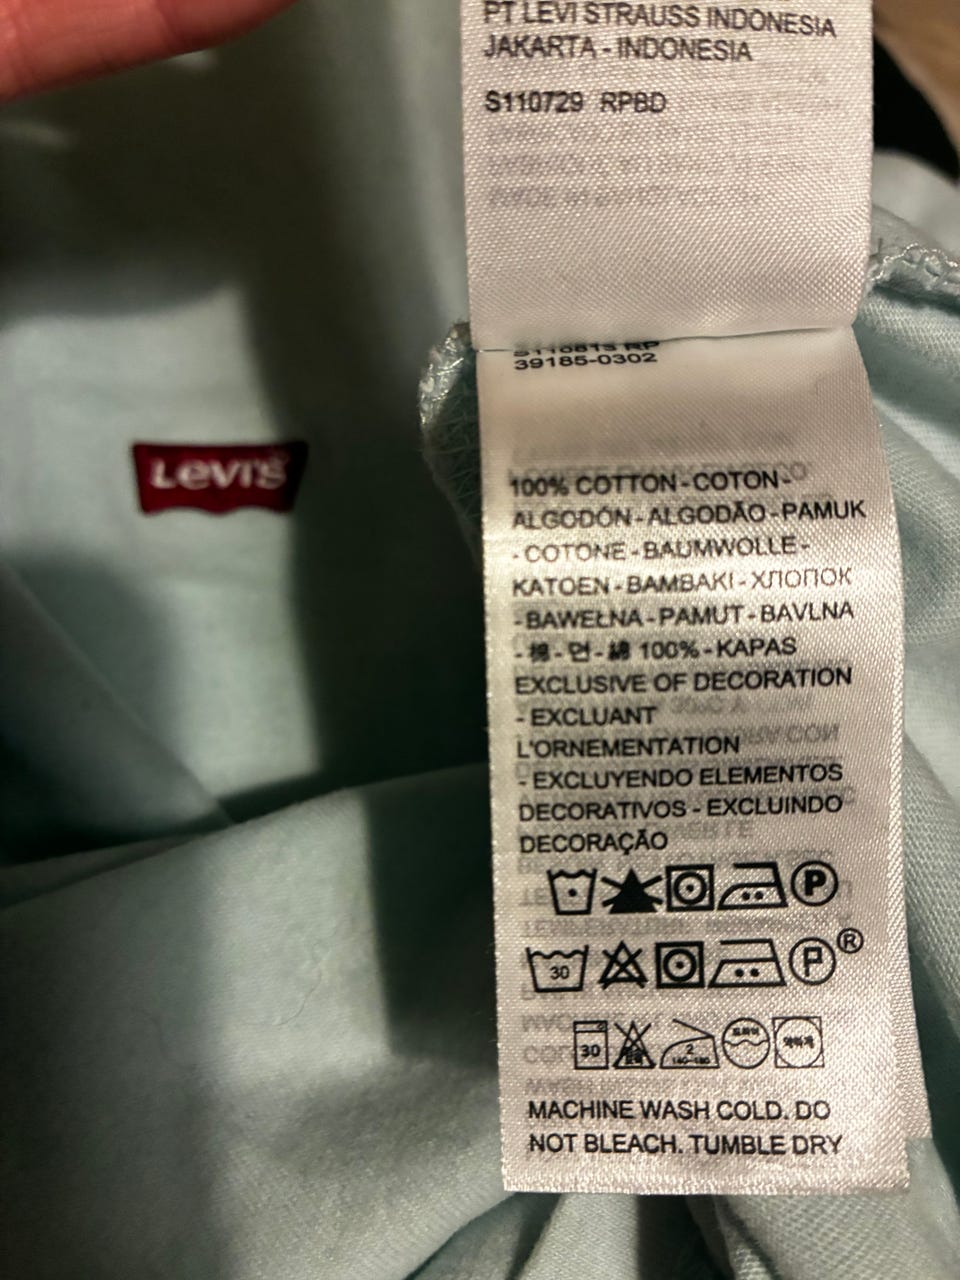 PT LEVI STRAUSS INDONESIA
JAKARTA - INDONESIA
S110729 RPBD
39185-0302
Levi's
100% COTTON - COTON -
ALGODÓN - ALGODÃO - PAMUK
- COTONE - BAUMWOLLE -
KATOEN - BAMBAKI - ХЛОПОК
- BAWEŁNA - PAMUT - BAVLNA
- 棉 - 면 - 綿 100% - KAPAS
EXCLUSIVE OF DECORATION
- EXCLUANT
L'ORNEMENTATION
- EXCLUYENDO ELEMENTOS
DECORATIVOS - EXCLUINDO
DECORAÇÃO
P
30 P ®
30 2
MACHINE WASH COLD. DO
NOT BLEACH. TUMBLE DRY